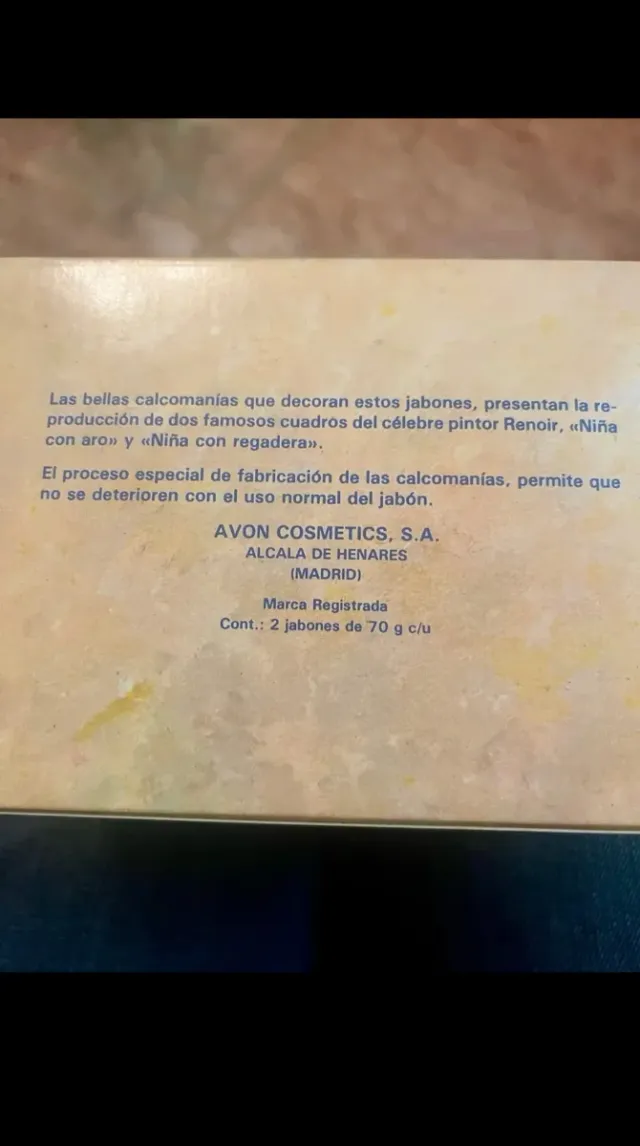 Las bellas calcomanías que decoran estos jabones, presentan la re-
producción de dos famosos cuadros del célebre pintor Renoir, «Niña
con aro» y «Niña con regadera».
El proceso especial de fabricación de las calcomanías, permite que
no se deterioren con el uso normal del jabón.
AVON COSMETICS, S.A.
ALCALA DE HENARES
(MADRID)
Marca Registrada
Cont.: 2 jabones de 70 g c/u